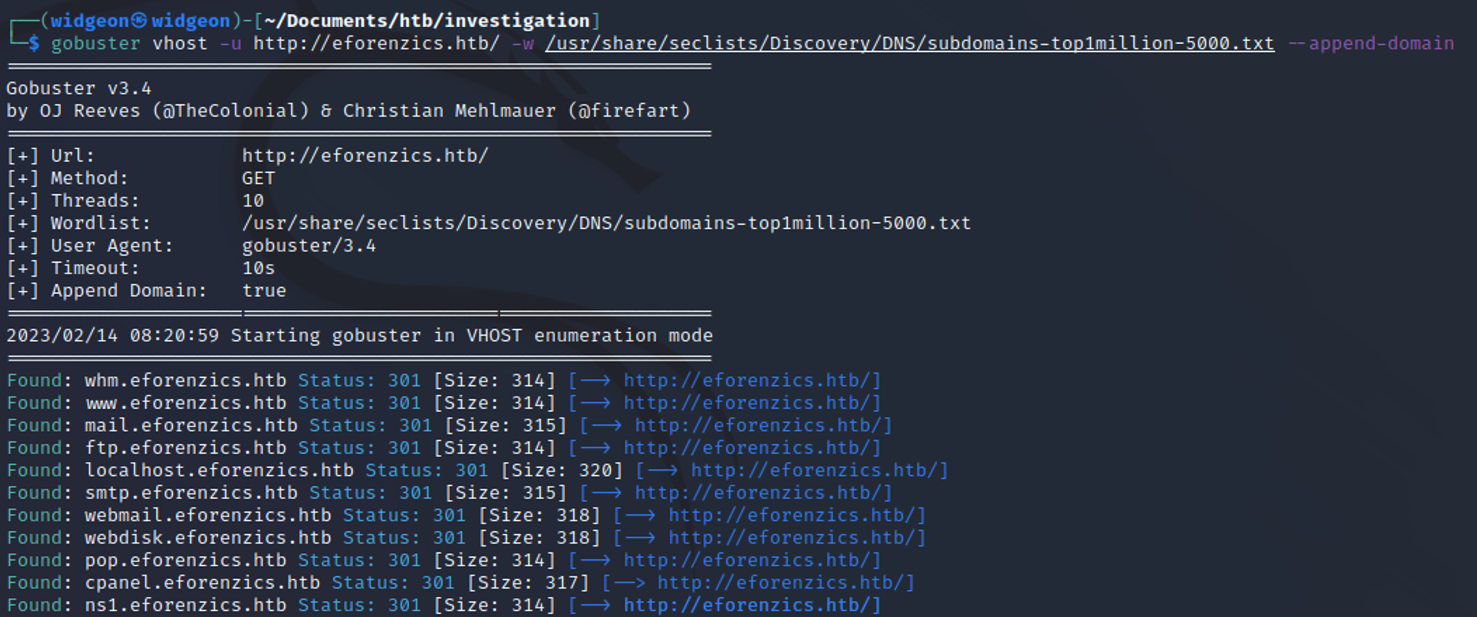 ┌──(widgeon㉿widgeon)-[~/Documents/htb/investigation]
└─$ gobuster vhost -u http://eforenzics.htb/ -w /usr/share/seclists/Discovery/DNS/subdomains-top1million-5000.txt --append-domain
===============================================================
Gobuster v3.4
by OJ Reeves (@TheColonial) & Christian Mehlmauer (@firefart)
===============================================================
[+] Url:             http://eforenzics.htb/
[+] Method:          GET
[+] Threads:         10
[+] Wordlist:        /usr/share/seclists/Discovery/DNS/subdomains-top1million-5000.txt
[+] User Agent:      gobuster/3.4
[+] Timeout:         10s
[+] Append Domain:   true
===============================================================
2023/02/14 08:20:59 Starting gobuster in VHOST enumeration mode
===============================================================
Found: whm.eforenzics.htb Status: 301 [Size: 314] [--> http://eforenzics.htb/]
Found: www.eforenzics.htb Status: 301 [Size: 314] [--> http://eforenzics.htb/]
Found: mail.eforenzics.htb Status: 301 [Size: 315] [--> http://eforenzics.htb/]
Found: ftp.eforenzics.htb Status: 301 [Size: 314] [--> http://eforenzics.htb/]
Found: localhost.eforenzics.htb Status: 301 [Size: 320] [--> http://eforenzics.htb/]
Found: smtp.eforenzics.htb Status: 301 [Size: 315] [--> http://eforenzics.htb/]
Found: webmail.eforenzics.htb Status: 301 [Size: 318] [--> http://eforenzics.htb/]
Found: webdisk.eforenzics.htb Status: 301 [Size: 318] [--> http://eforenzics.htb/]
Found: pop.eforenzics.htb Status: 301 [Size: 314] [--> http://eforenzics.htb/]
Found: cpanel.eforenzics.htb Status: 301 [Size: 317] [--> http://eforenzics.htb/]
Found: ns1.eforenzics.htb Status: 301 [Size: 314] [--> http://eforenzics.htb/]